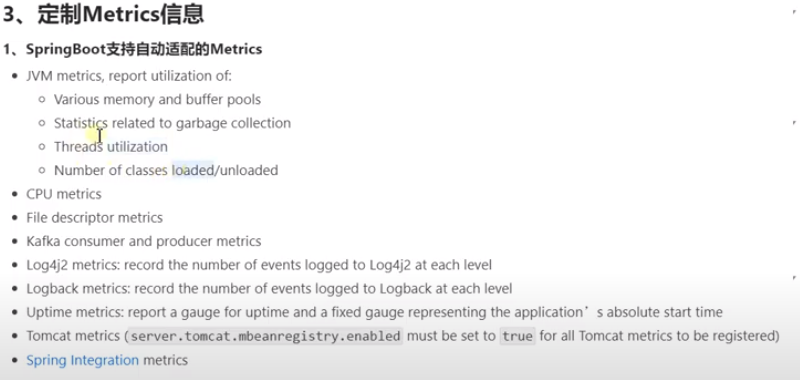 3、定制Metrics信息
1、SpringBoot支持自动适配的Metrics
• JVM metrics, report utilization of:
○ Various memory and buffer pools
○ Statistics related to garbage collection
○ Threads utilization
○ Number of classes loaded/unloaded
• CPU metrics
• File descriptor metrics
• Kafka consumer and producer metrics
• Log4j2 metrics: record the number of events logged to Log4j2 at each level
• Logback metrics: record the number of events logged to Logback at each level
• Uptime metrics: report a gauge for uptime and a fixed gauge representing the application’s absolute start time
• Tomcat metrics (server.tomcat.mbeanregistry.enabled must be set to true for all Tomcat metrics to be registered)
• Spring Integration metrics